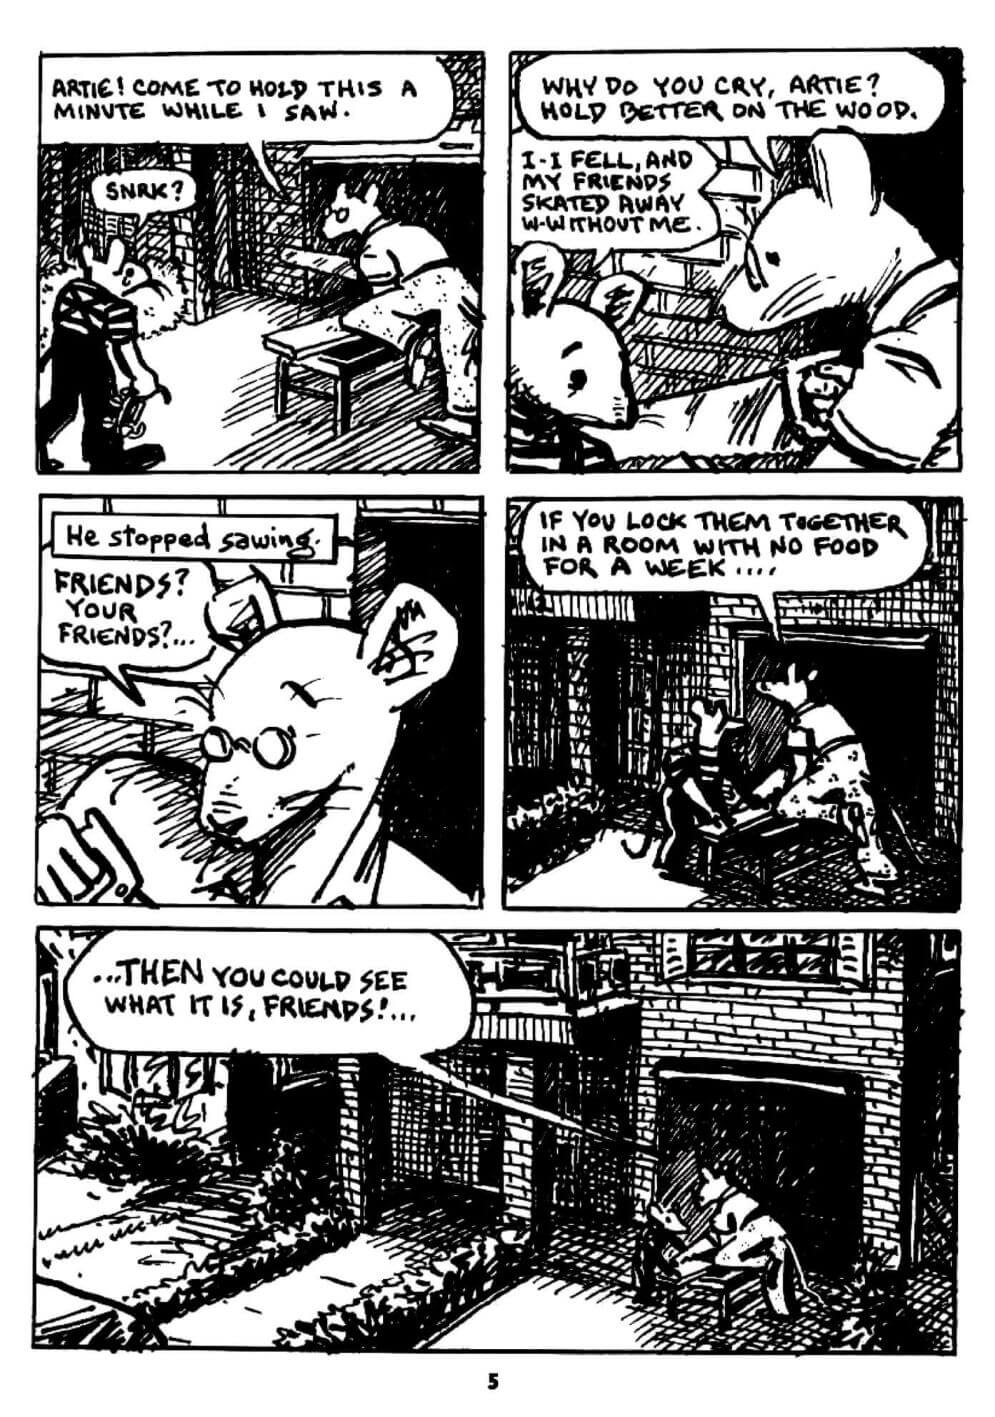 ARTIE! COME TO HOLD THIS A
MINUTE WHILE I SAW.
SNRK?
WHY DO YOU CRY, ARTIE?
HOLD BETTER ON THE WOOD.
I-I FELL, AND
MY FRIENDS
SKATED AWAY
W-WITHOUT ME.
He stopped sawing.
FRIENDS?
YOUR
FRIENDS?...
IF YOU LOCK THEM TOGETHER
IN A ROOM WITH NO FOOD
FOR A WEEK....
...THEN YOU COULD SEE
WHAT IT IS, FRIENDS!...
5